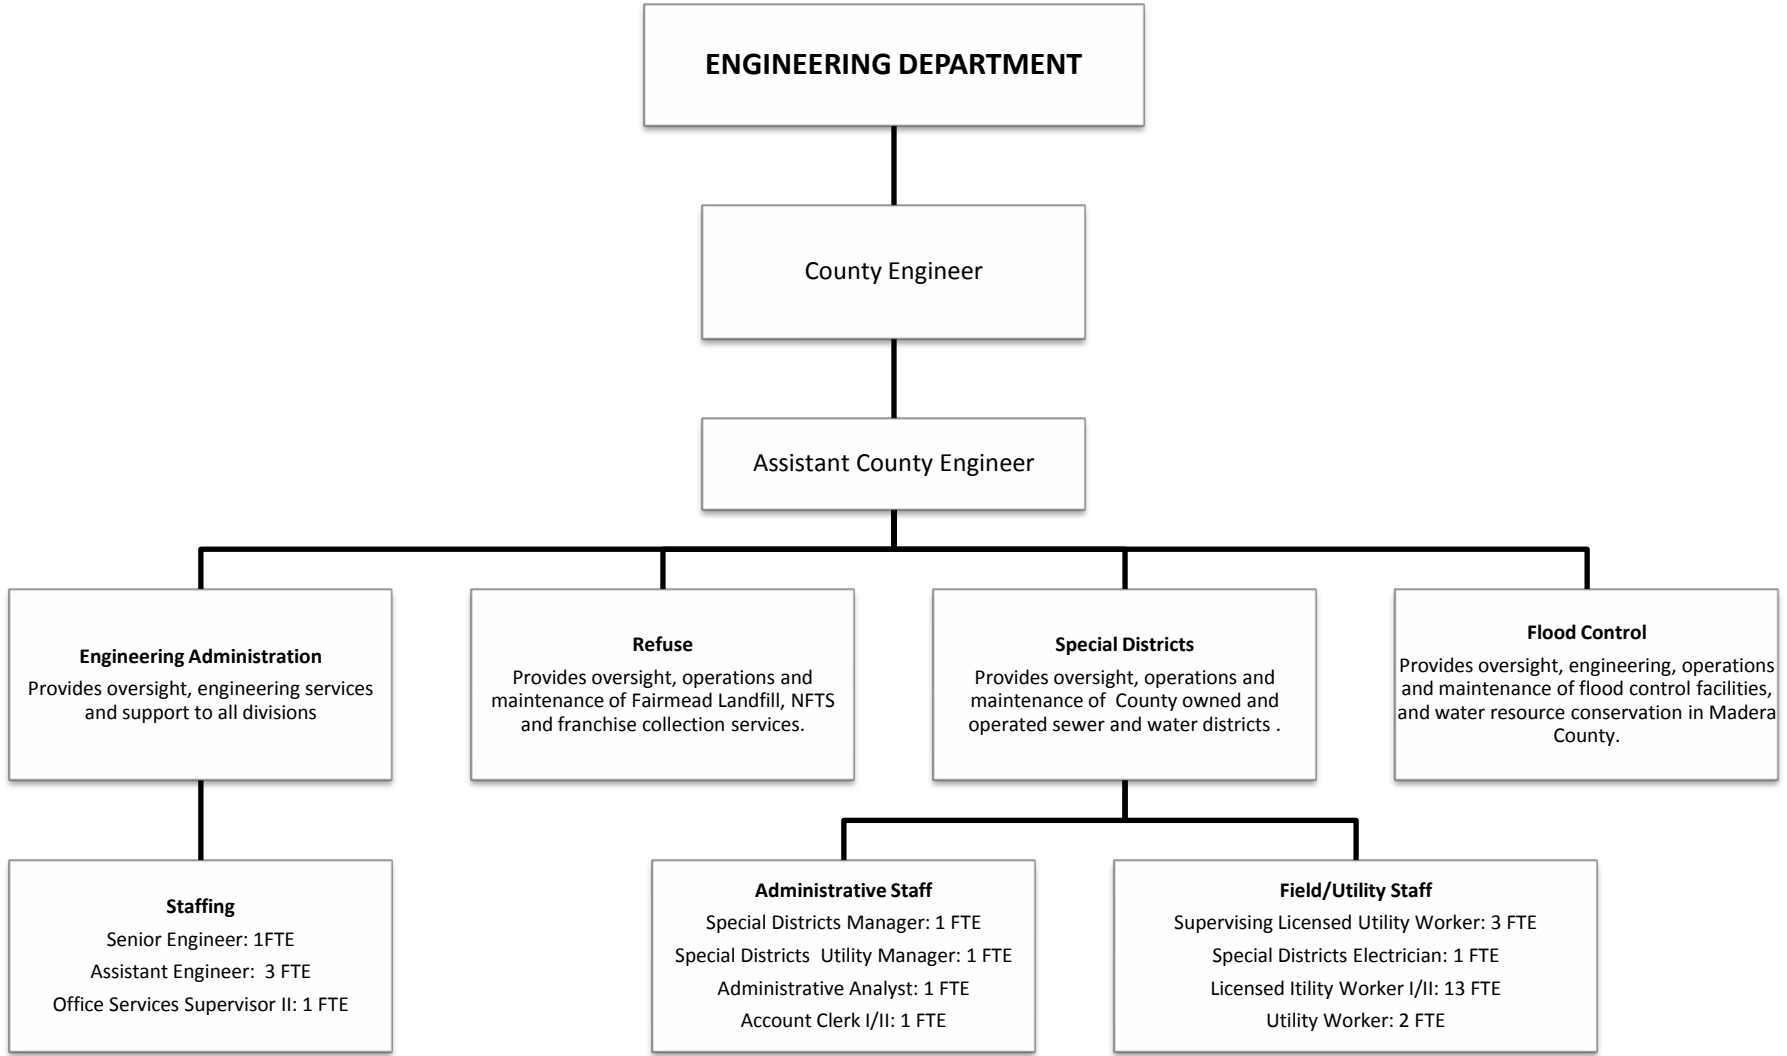 ENGINEERING DEPARTMENT
County Engineer
Assistant County Engineer
Engineering Administration
Provides oversight, engineering services
and support to all divisions
Refuse
Provides oversight, operations and
maintenance of Fairmead Landfill, NFTS
and franchise collection services.
Special Districts
Provides oversight, operations and
maintenance of County owned and
operated sewer and water districts .
Flood Control
Provides oversight, engineering, operations
and maintenance of flood control facilities,
and water resource conservation in Madera
County.
Staffing
Senior Engineer: 1FTE
Assistant Engineer: 3 FTE
Office Services Supervisor II: 1 FTE
Administrative Staff
Special Districts Manager: 1 FTE
Special Districts Utility Manager: 1 FTE
Administrative Analyst: 1 FTE
Account Clerk I/II: 1 FTE
Field/Utility Staff
Supervising Licensed Utility Worker: 3 FTE
Special Districts Electrician: 1 FTE
Licensed Itility Worker I/II: 13 FTE
Utility Worker: 2 FTE